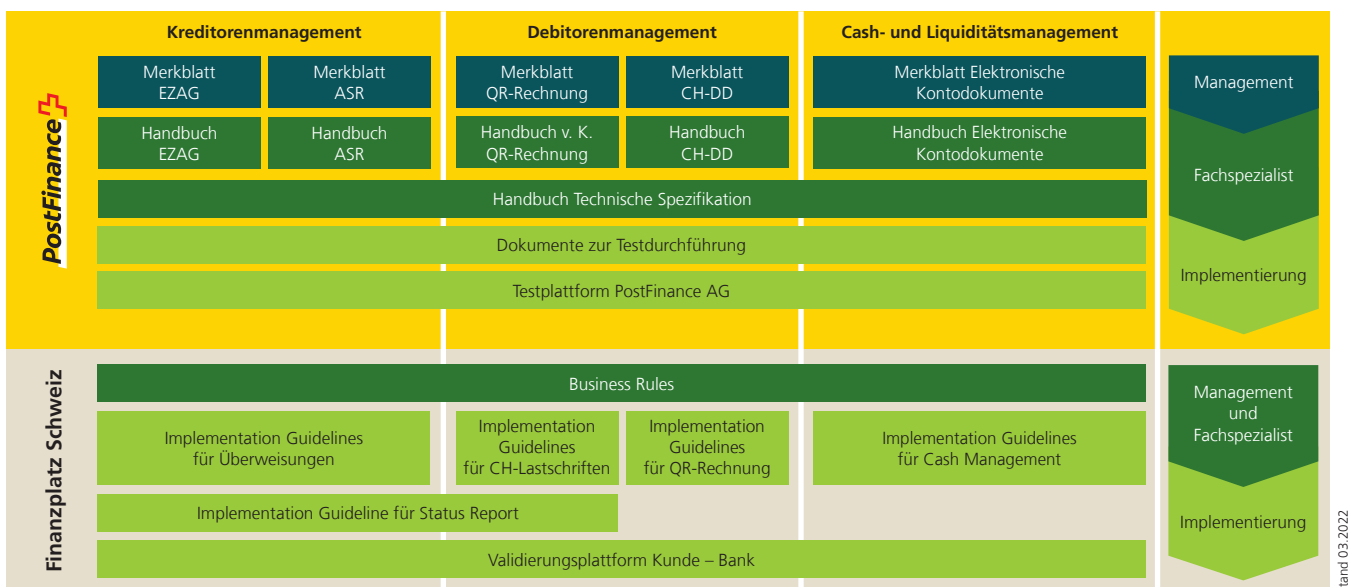 Kreditorenmanagement
Debitorenmanagement
Cash- und Liquiditätsmanagement
PostFinance
Merkblatt
EZAG
Merkblatt
ASR
Merkblatt
QR-Rechnung
Merkblatt
CH-DD
Merkblatt Elektronische
Kontodokumente
Management
Handbuch
EZAG
Handbuch
ASR
Handbuch v. K.
QR-Rechnung
Handbuch
CH-DD
Handbuch Elektronische
Kontodokumente
Fachspezialist
Handbuch Technische Spezifikation
Dokumente zur Testdurchführung
Implementierung
Testplattform PostFinance AG
Finanzplatz Schweiz
Business Rules
Management
und
Fachspezialist
Implementation Guidelines
für Überweisungen
Implementation
Guidelines
für CH-Lastschriften
Implementation
Guidelines
für QR-Rechnung
Implementation Guidelines
für Cash Management
Implementation Guideline für Status Report
Implementierung
Validierungsplattform Kunde – Bank
tand 03.2022